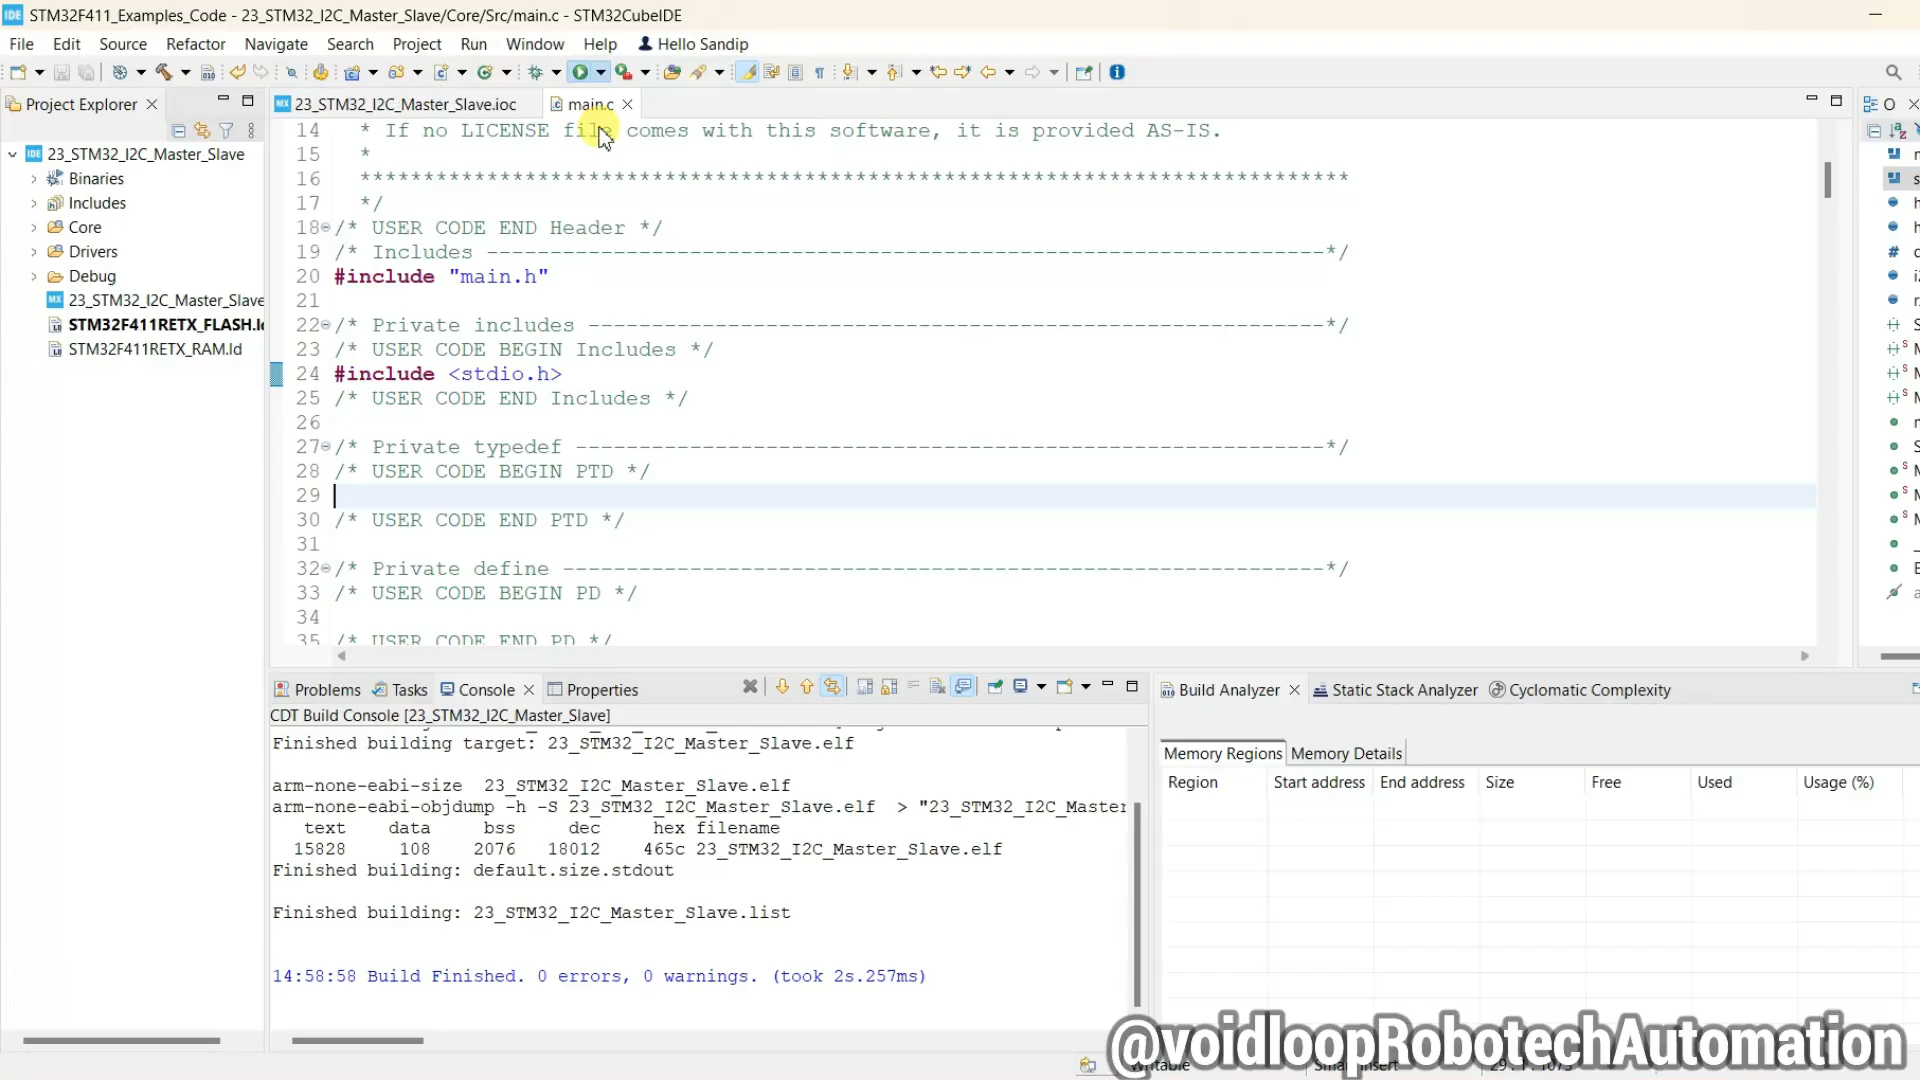 IDE STM32F411_Examples_Code - 23_STM32_I2C_Master_Slave/Core/Src/main.c - STM32CubeIDE
File Edit Source Refactor Navigate Search Project Run Window Help Hello Sandip
Project Explorer
23_STM32_I2C_Master_Slave.ioc
main.c
IDE 23_STM32_I2C_Master_Slave
Binaries
Includes
Core
Drivers
Debug
MX 23_STM32_I2C_Master_Slave
STM32F411RETX_FLASH.l
STM32F411RETX_RAM.ld
14 * If no LICENSE file comes with this software, it is provided AS-IS.
15 *
16 ******************************************************************************
17 */
18 /* USER CODE END Header */
19 /* Includes ------------------------------------------------------------------*/
20 #include "main.h"
21
22 /* Private includes ----------------------------------------------------------*/
23 /* USER CODE BEGIN Includes */
24 #include <stdio.h>
25 /* USER CODE END Includes */
26
27 /* Private typedef -----------------------------------------------------------*/
28 /* USER CODE BEGIN PTD */
29
30 /* USER CODE END PTD */
31
32 /* Private define ------------------------------------------------------------*/
33 /* USER CODE BEGIN PD */
34
35 /* USER CODE END PD */
Problems Tasks Console Properties
CDT Build Console [23_STM32_I2C_Master_Slave]
Finished building target: 23_STM32_I2C_Master_Slave.elf
arm-none-eabi-size 23_STM32_I2C_Master_Slave.elf
arm-none-eabi-objdump -h -S 23_STM32_I2C_Master_Slave.elf > "23_STM32_I2C_Master
text data bss dec hex filename
15828 108 2076 18012 465c 23_STM32_I2C_Master_Slave.elf
Finished building: default.size.stdout
Finished building: 23_STM32_I2C_Master_Slave.list
14:58:58 Build Finished. 0 errors, 0 warnings. (took 2s.257ms)
Build Analyzer Static Stack Analyzer Cyclomatic Complexity
Memory Regions Memory Details
Region Start address End address Size Free Used Usage (%)
@voidloopRobotechAutomation